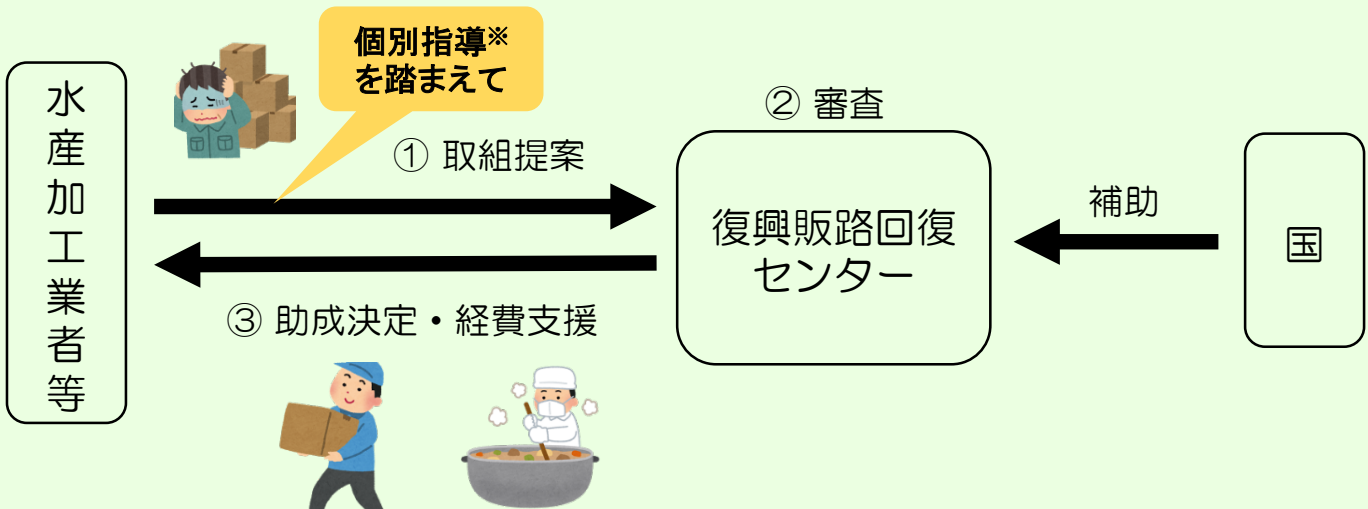 個別指導※
を踏まえて
水産加工業者等
① 取組提案
② 審査
復興販路回復
センター
補助
国
③ 助成決定・経費支援